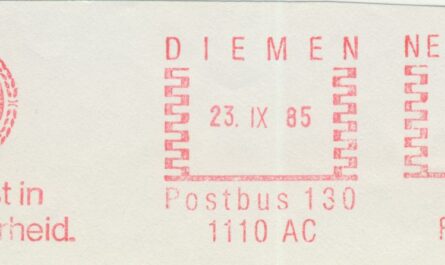 DIEMEN NE
23. IX 85
t in
rheid.
Postbus 130
1110 AC